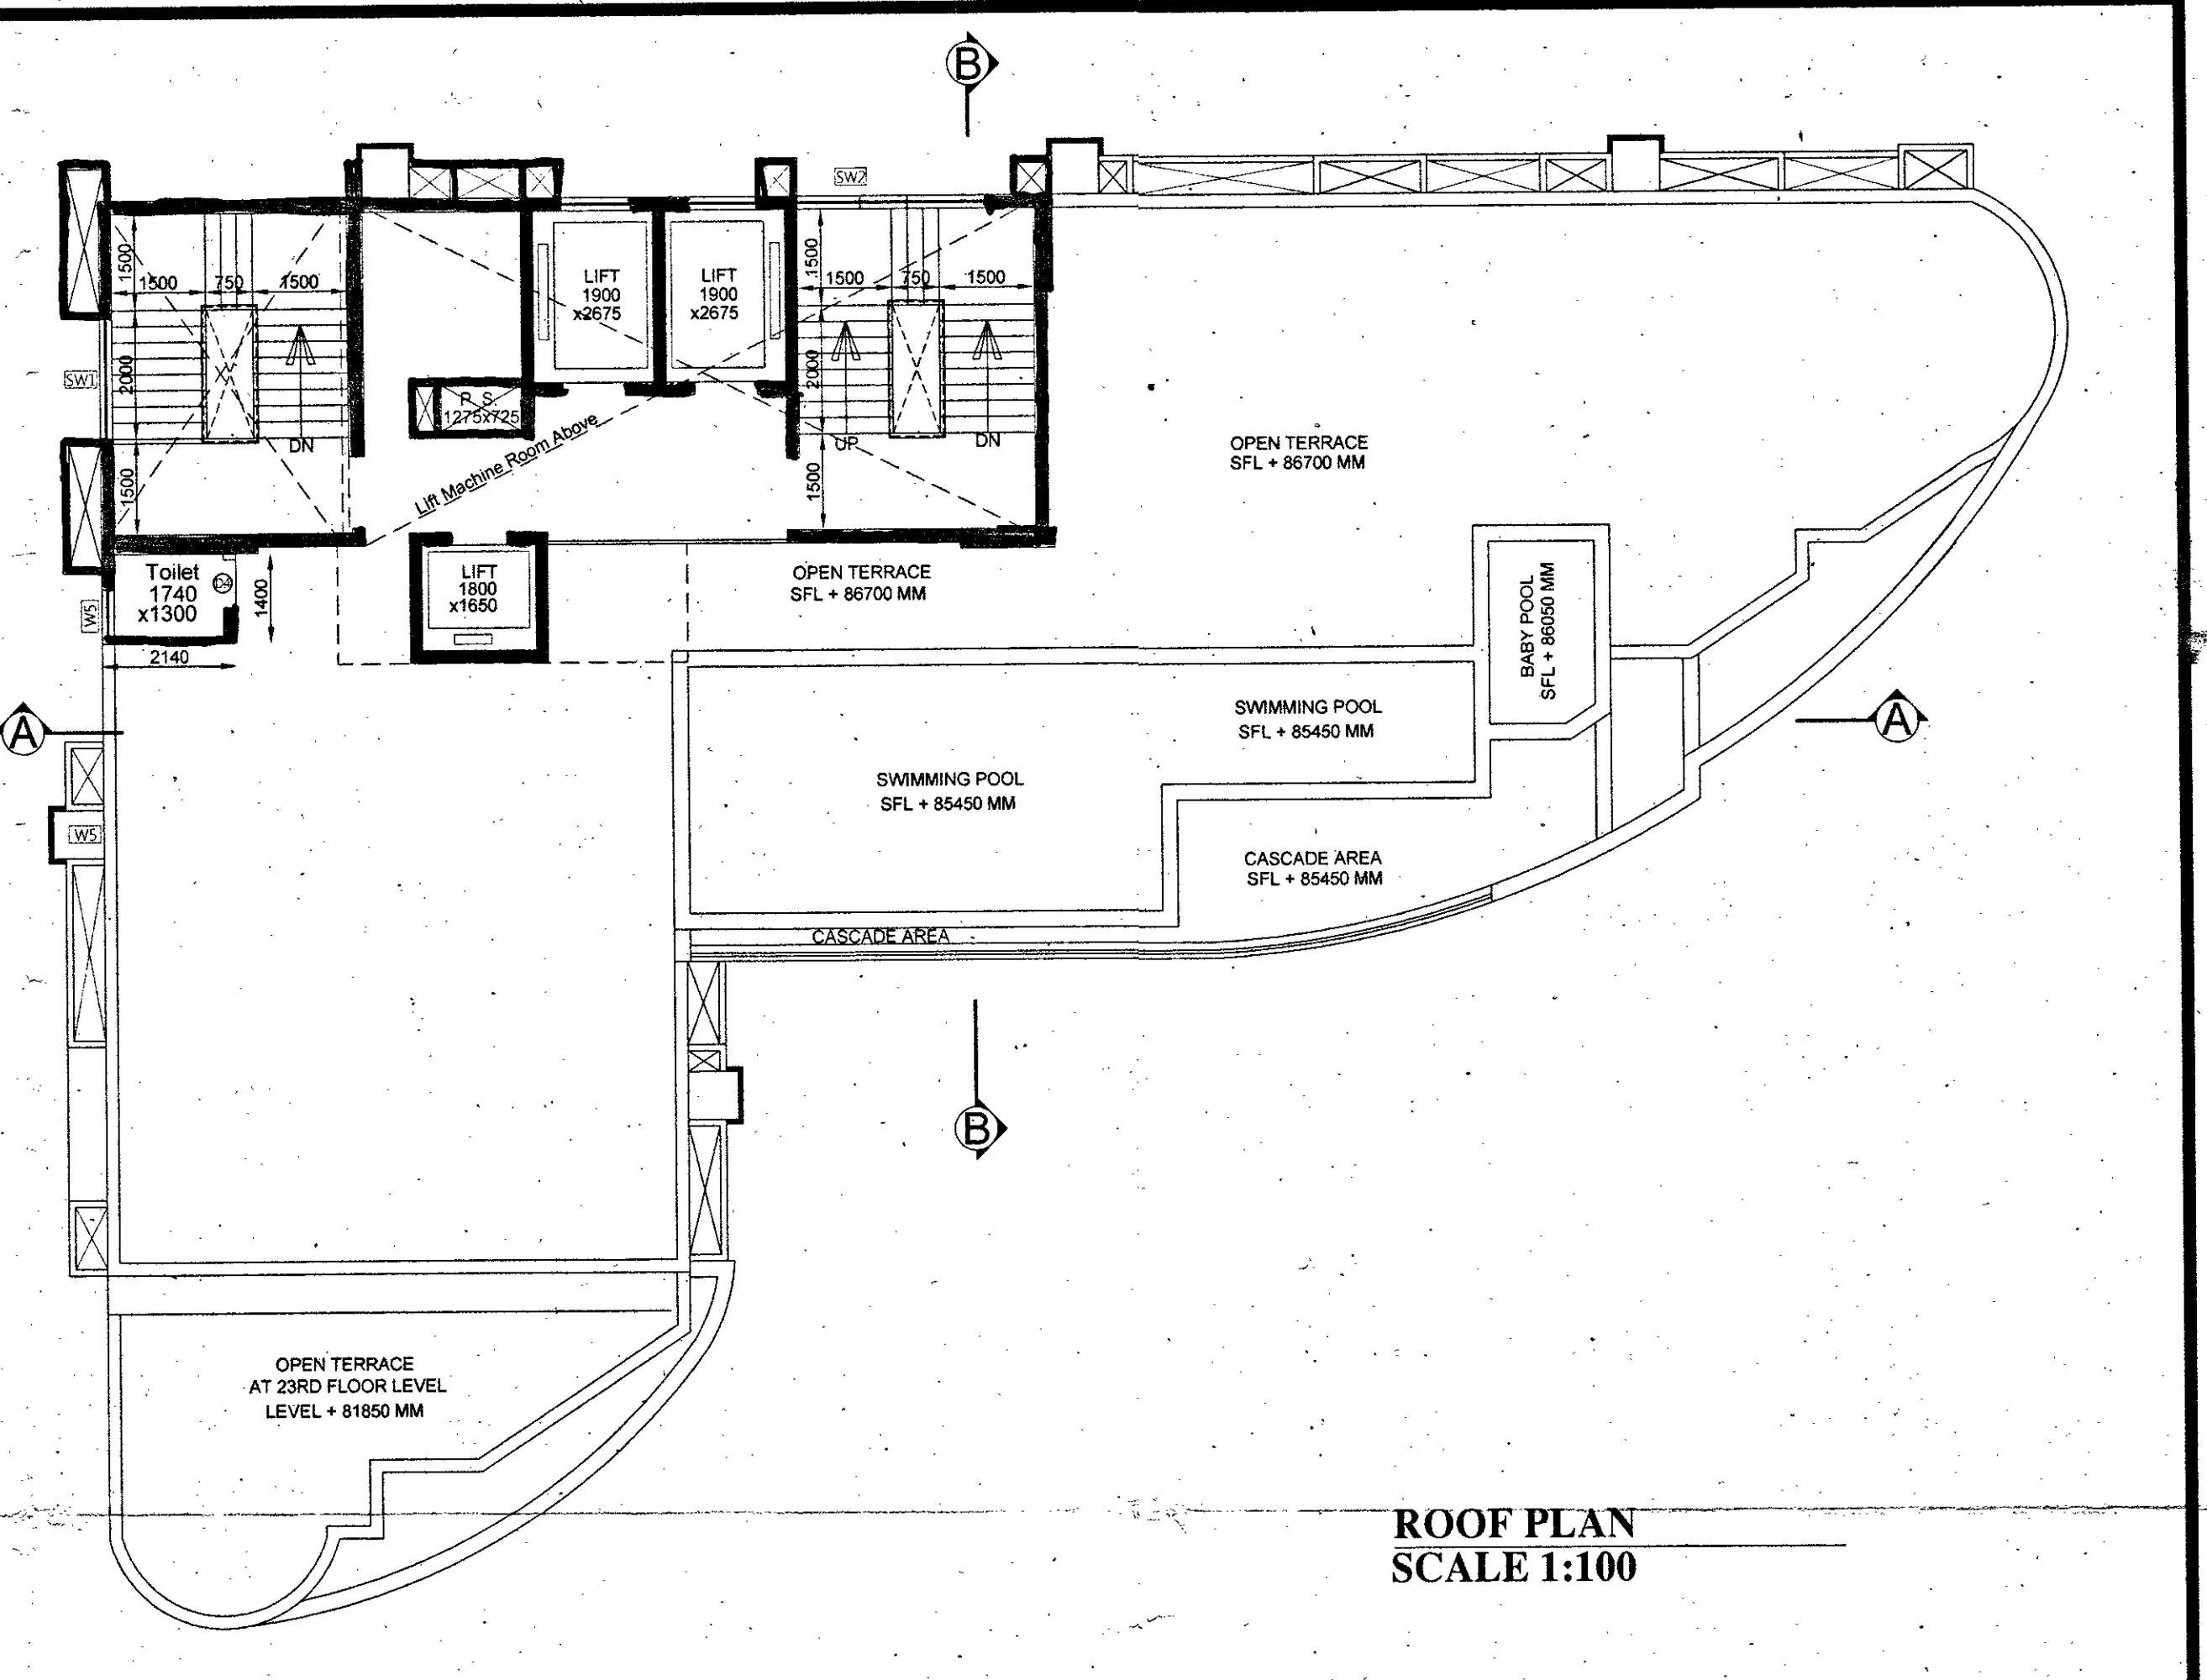 B
SW2
1500
1500
750
1500
LIFT
1900
x2675
LIFT
1900
x2675
1500
1500
750
1500
SW1
2000
P. S.
1275x725
2000
DN
UP
DN
Lift Machine Room Above
1500
1500
OPEN TERRACE
SFL + 86700 MM
Toilet
1740
x1300
D4
1400
W5
2140
LIFT
1800
x1650
OPEN TERRACE
SFL + 86700 MM
BABY POOL
SFL + 86050 MM
A
SWIMMING POOL
SFL + 85450 MM
A
SWIMMING POOL
SFL + 85450 MM
W5
CASCADE AREA
SFL + 85450 MM
CASCADE AREA
B
OPEN TERRACE
AT 23RD FLOOR LEVEL
LEVEL + 81850 MM
ROOF PLAN
SCALE 1:100